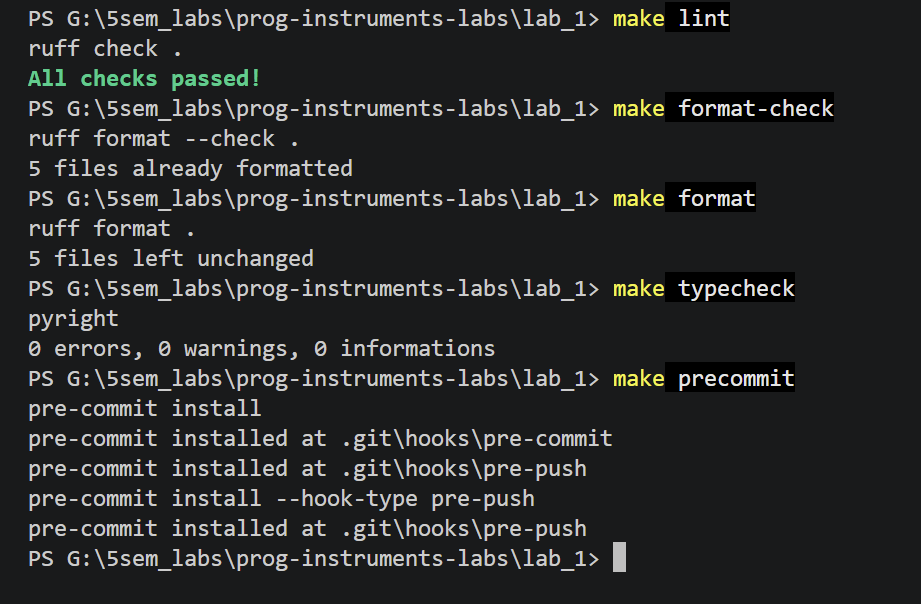 PS G:\5sem_labs\prog-instruments-labs\lab_1> make lint
ruff check .
All checks passed!
PS G:\5sem_labs\prog-instruments-labs\lab_1> make format-check
ruff format --check .
5 files already formatted
PS G:\5sem_labs\prog-instruments-labs\lab_1> make format
ruff format .
5 files left unchanged
PS G:\5sem_labs\prog-instruments-labs\lab_1> make typecheck
pyright
0 errors, 0 warnings, 0 informations
PS G:\5sem_labs\prog-instruments-labs\lab_1> make precommit
pre-commit install
pre-commit installed at .git\hooks\pre-commit
pre-commit installed at .git\hooks\pre-push
pre-commit install --hook-type pre-push
pre-commit installed at .git\hooks\pre-push
PS G:\5sem_labs\prog-instruments-labs\lab_1>